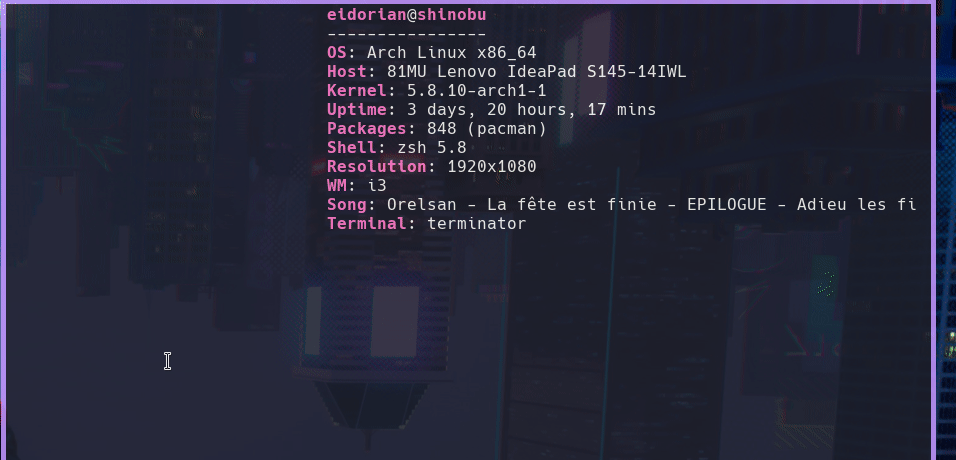 eldorian@shinobu
----------------
OS: Arch Linux x86_64
Host: 81MU Lenovo IdeaPad S145-14IWL
Kernel: 5.8.10-arch1-1
Uptime: 3 days, 20 hours, 17 mins
Packages: 848 (pacman)
Shell: zsh 5.8
Resolution: 1920x1080
WM: i3
Song: Orelsan - La fête est finie - EPILOGUE - Adieu les fi
Terminal: terminator